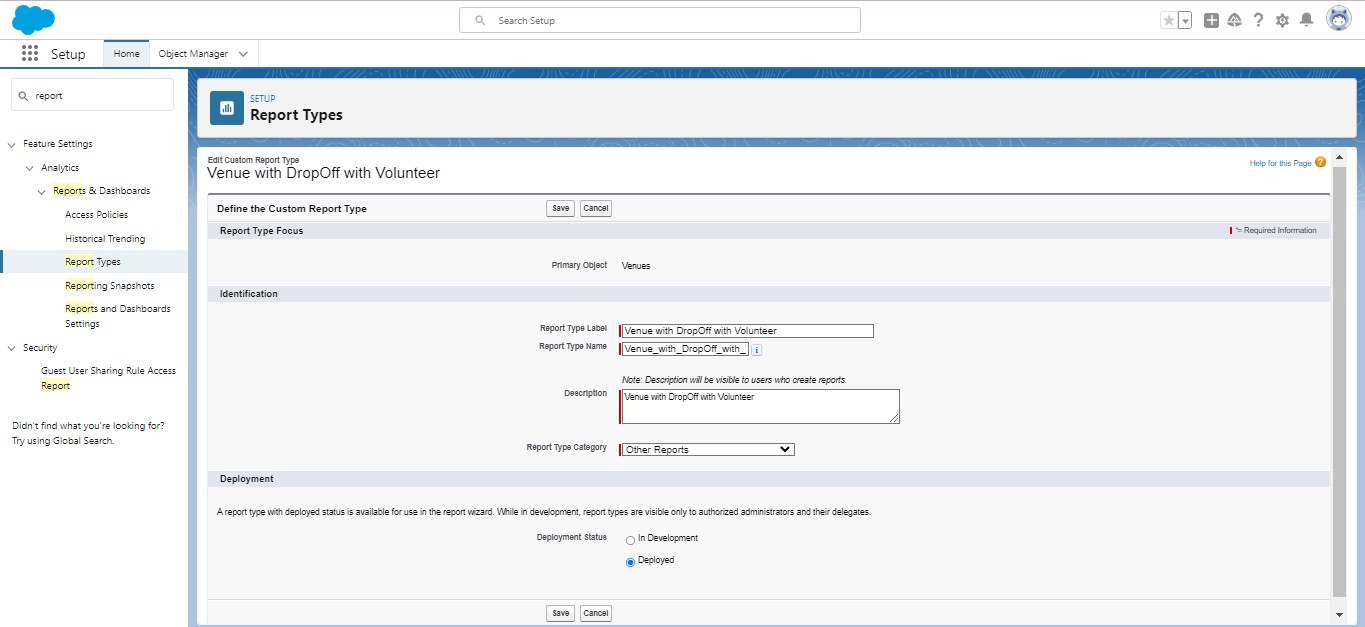 Search Setup
Setup
Home
Object Manager
report
Feature Settings
Analytics
Reports & Dashboards
Access Policies
Historical Trending
Report Types
Reporting Snapshots
Reports and Dashboards
Settings
Security
Guest User Sharing Rule Access
Report
Didn't find what you're looking for?
Try using Global Search.
SETUP
Report Types
Edit Custom Report Type
Venue with DropOff with Volunteer
Help for this Page ?
Define the Custom Report Type
Save
Cancel
Report Type Focus
= Required Information
Primary Object Venues
Identification
Report Type Label Venue with DropOff with Volunteer
Report Type Name Venue_with_DropOff_with_ i
Note: Description will be visible to users who create reports.
Description Venue with DropOff with Volunteer
Report Type Category Other Reports
Deployment
A report type with deployed status is available for use in the report wizard. While in development, report types are visible only to authorized administrators and their delegates.
Deployment Status In Development
Deployed
Save
Cancel